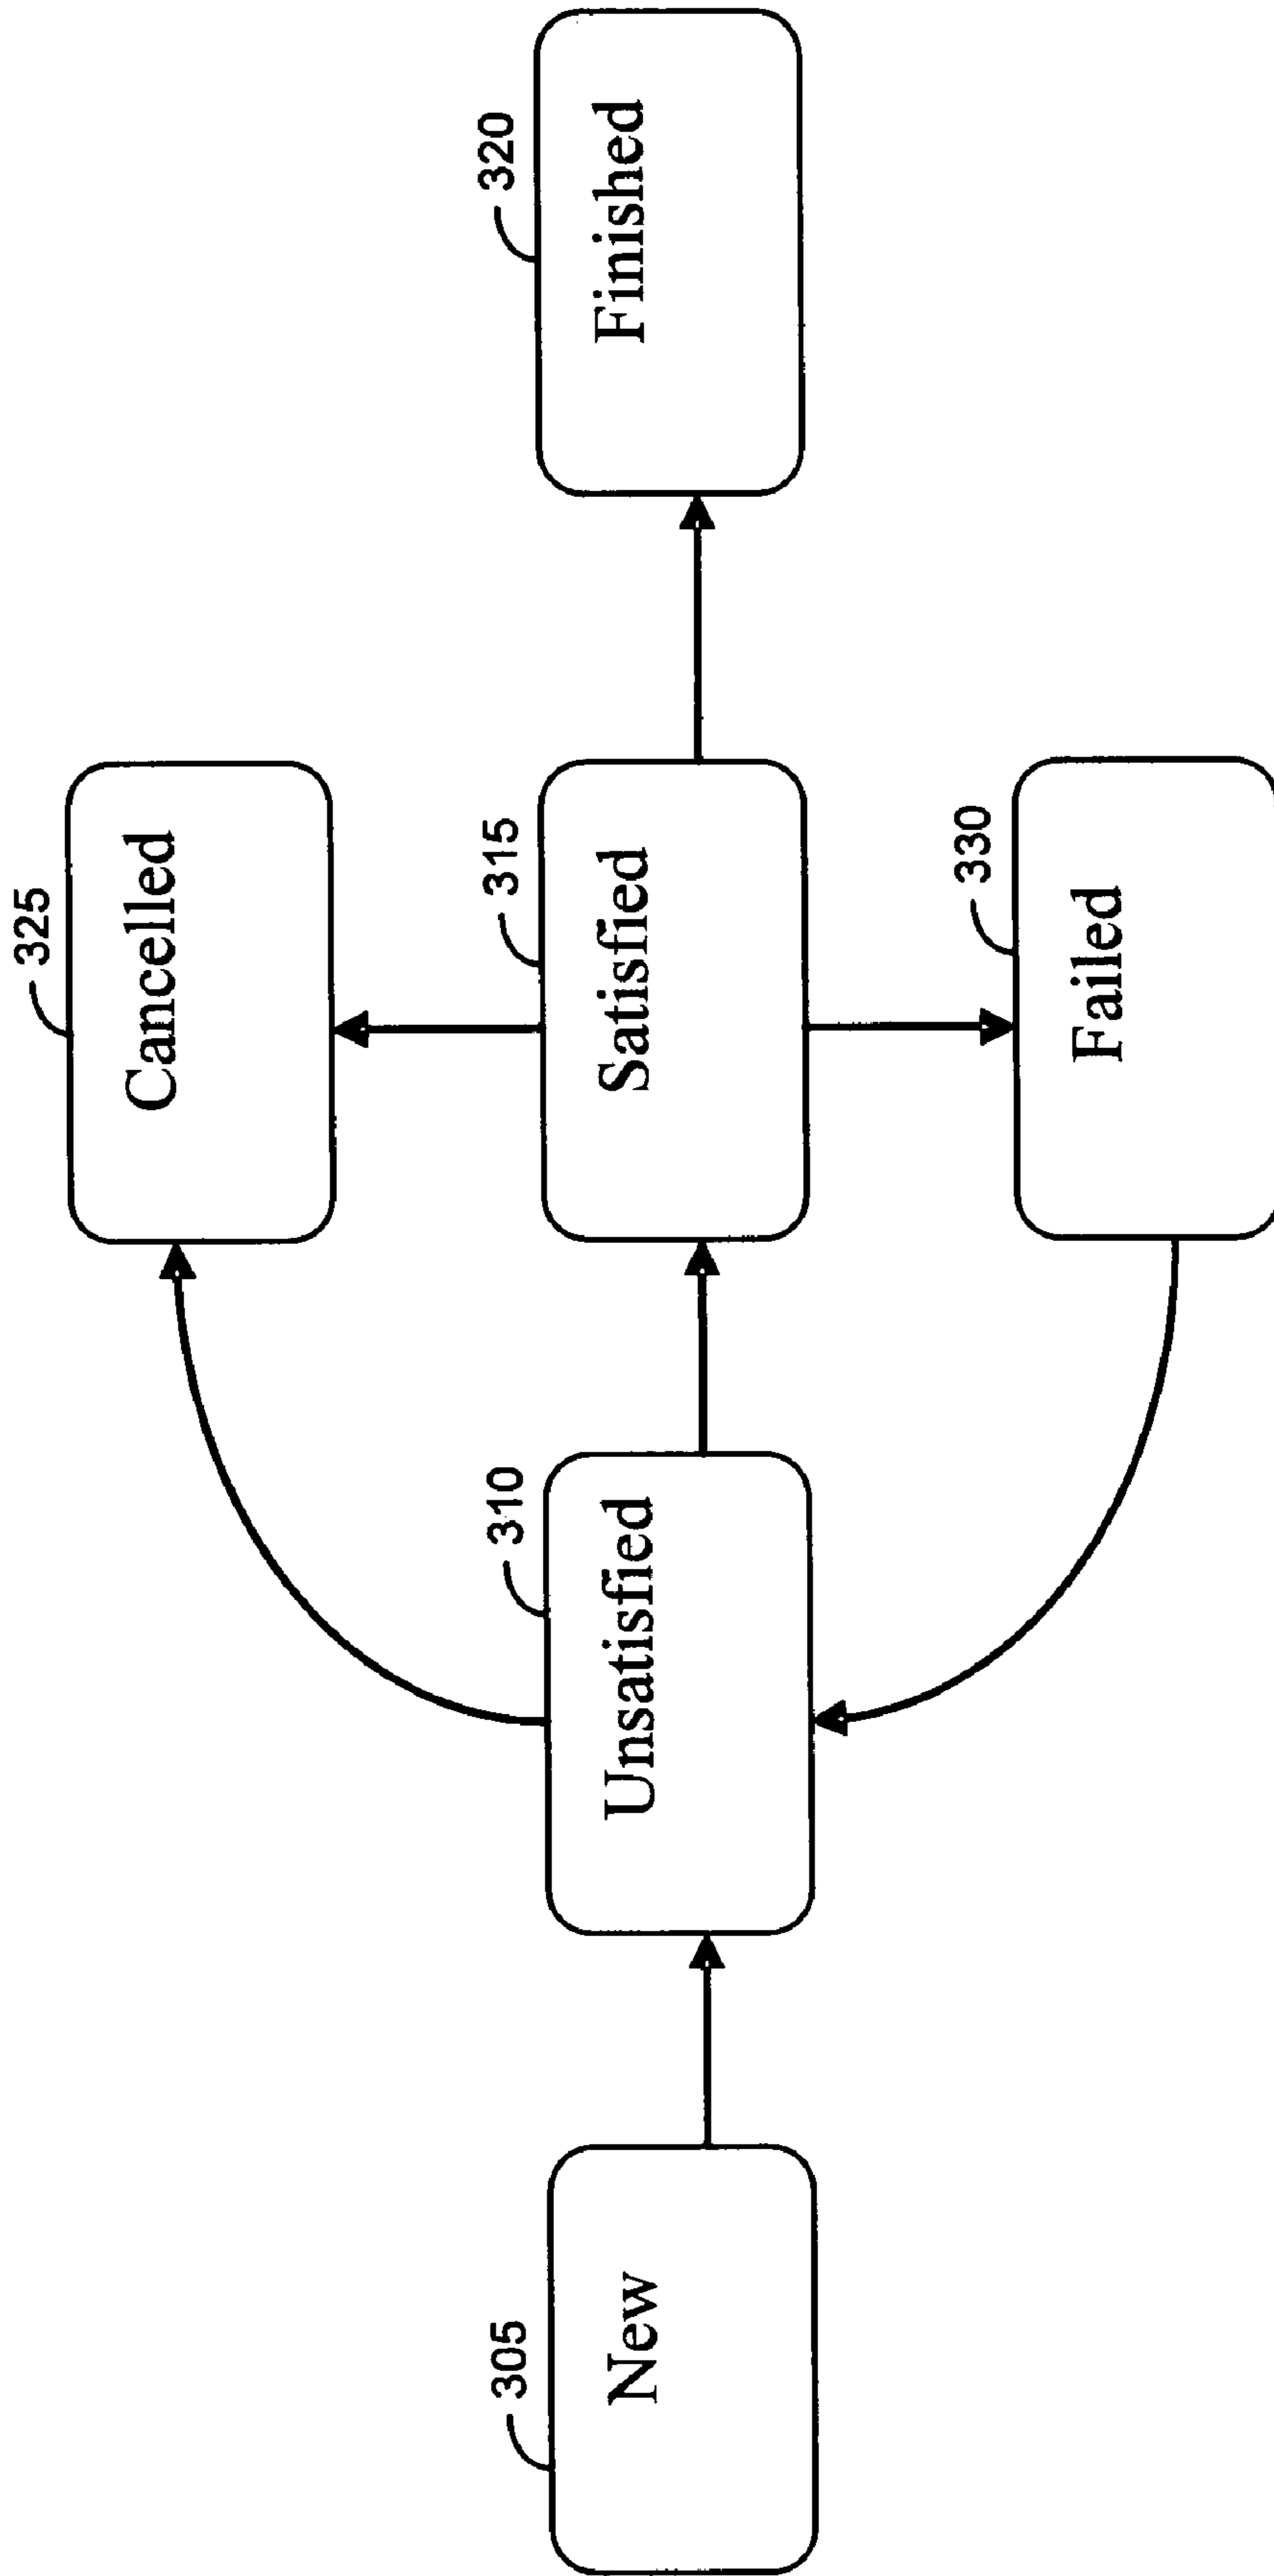 325
Cancelled
305
New
310
Unsatisfied
315
Satisfied
320
Finished
330
Failed